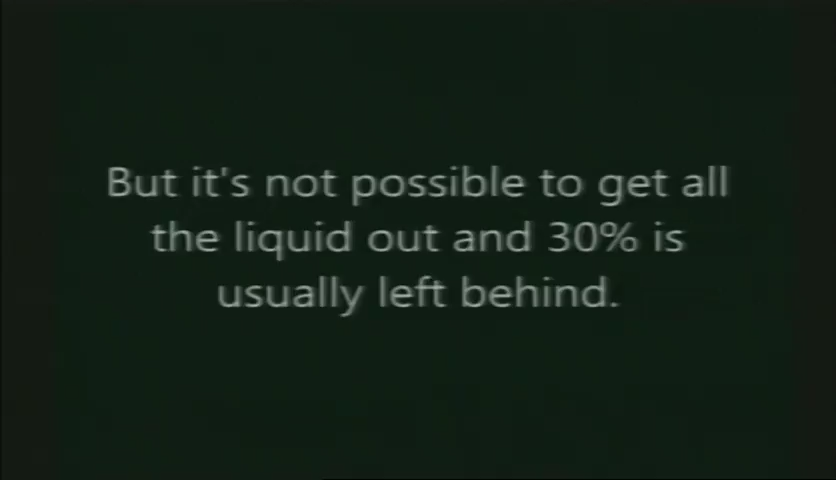 But it's not possible to get all
the liquid out and 30% is
usually left behind.